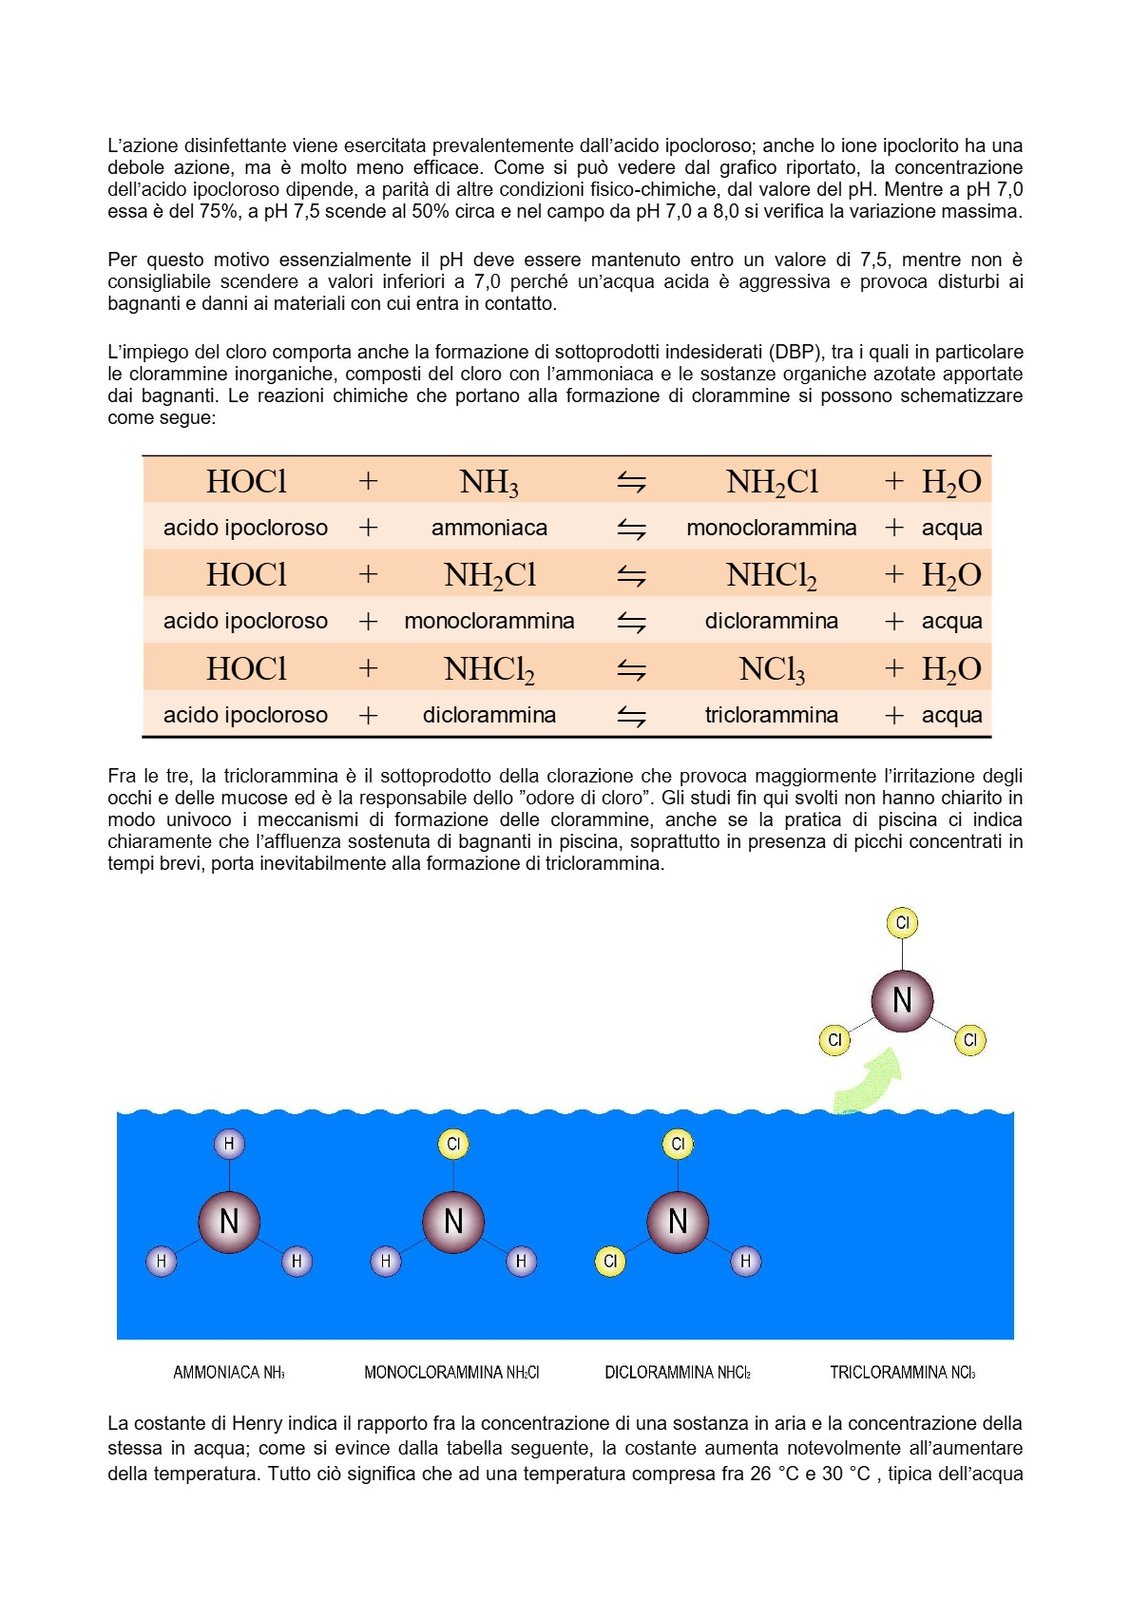 L’azione disinfettante viene esercitata prevalentemente dall’acido ipocloroso; anche lo ione ipoclorito ha una
debole azione, ma è molto meno efficace. Come si può vedere dal grafico riportato, la concentrazione
dell’acido ipocloroso dipende, a parità di altre condizioni fisico-chimiche, dal valore del pH. Mentre a pH 7,0
essa è del 75%, a pH 7,5 scende al 50% circa e nel campo da pH 7,0 a 8,0 si verifica la variazione massima.
Per questo motivo essenzialmente il pH deve essere mantenuto entro un valore di 7,5, mentre non è
consigliabile scendere a valori inferiori a 7,0 perché un’acqua acida è aggressiva e provoca disturbi ai
bagnanti e danni ai materiali con cui entra in contatto.
L’impiego del cloro comporta anche la formazione di sottoprodotti indesiderati (DBP), tra i quali in particolare
le clorammine inorganiche, composti del cloro con l’ammoniaca e le sostanze organiche azotate apportate
dai bagnanti. Le reazioni chimiche che portano alla formazione di clorammine si possono schematizzare
come segue:
HOCl + NH₃ ⇋ NH₂Cl + H₂O
acido ipocloroso + ammoniaca ⇋ monoclorammina + acqua
HOCl + NH₂Cl ⇋ NHCl₂ + H₂O
acido ipocloroso + monoclorammina ⇋ diclorammina + acqua
HOCl + NHCl₂ ⇋ NCl₃ + H₂O
acido ipocloroso + diclorammina ⇋ triclorammina + acqua
Fra le tre, la triclorammina è il sottoprodotto della clorazione che provoca maggiormente l’irritazione degli
occhi e delle mucose ed è la responsabile dello ”odore di cloro”. Gli studi fin qui svolti non hanno chiarito in
modo univoco i meccanismi di formazione delle clorammine, anche se la pratica di piscina ci indica
chiaramente che l’affluenza sostenuta di bagnanti in piscina, soprattutto in presenza di picchi concentrati in
tempi brevi, porta inevitabilmente alla formazione di triclorammina.
Cl
N
Cl Cl
H Cl Cl
N N N
H H H H Cl H
AMMONIACA NH₃ MONOCLORAMMINA NH₂Cl DICLORAMMINA NHCl₂ TRICLORAMMINA NCl₃
La costante di Henry indica il rapporto fra la concentrazione di una sostanza in aria e la concentrazione della
stessa in acqua; come si evince dalla tabella seguente, la costante aumenta notevolmente all’aumentare
della temperatura. Tutto ciò significa che ad una temperatura compresa fra 26 °C e 30 °C , tipica dell’acqua